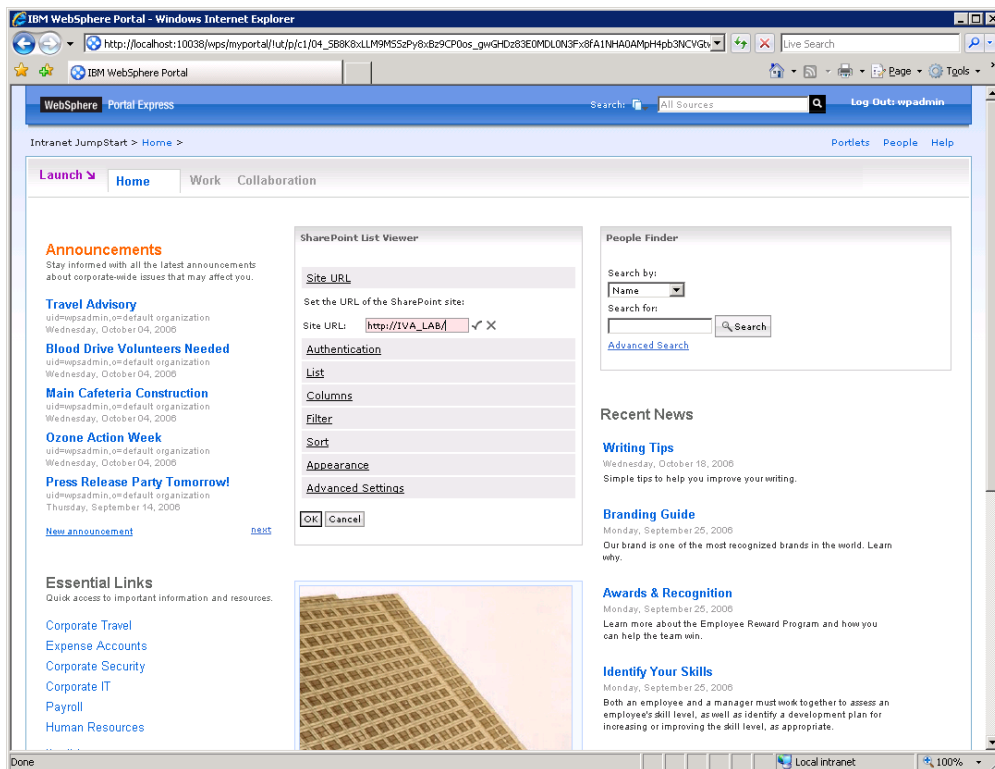 IBM WebSphere Portal - Windows Internet Explorer
Live Search
IBM WebSphere Portal
Page
Tools
WebSphere Portal Express
Search:
All Sources
Log Out: wpadmin
Intranet JumpStart > Home >
Portlets People Help
Launch
Home
Work
Collaboration
Announcements
Stay informed with all the latest announcements
about corporate-wide issues that may affect you.
Travel Advisory
uid=wpsadmin,o=default organization
Wednesday, October 04, 2006
Blood Drive Volunteers Needed
uid=wpsadmin,o=default organization
Wednesday, October 04, 2006
Main Cafeteria Construction
uid=wpsadmin,o=default organization
Wednesday, October 04, 2006
Ozone Action Week
uid=wpsadmin,o=default organization
Wednesday, October 04, 2006
Press Release Party Tomorrow!
uid=wpsadmin,o=default organization
Thursday, September 14, 2006
New announcement
next
Essential Links
Quick access to important information and resources.
Corporate Travel
Expense Accounts
Corporate Security
Corporate IT
Payroll
Human Resources
SharePoint List Viewer
Site URL
Set the URL of the SharePoint site:
Site URL: http://IVA_LAB/
Authentication
List
Columns
Filter
Sort
Appearance
Advanced Settings
OK Cancel
People Finder
Search by:
Name
Search for:
Search
Advanced Search
Recent News
Writing Tips
Wednesday, October 18, 2006
Simple tips to help you improve your writing.
Branding Guide
Monday, September 25, 2006
Our brand is one of the most recognized brands in the world. Learn
why.
Awards & Recognition
Monday, September 25, 2006
Learn more about the Employee Reward Program and how you
can help the team win.
Identify Your Skills
Monday, September 25, 2006
Both an employee and a manager must work together to assess an
employee's skill level, as well as identify a development plan for
increasing or improving the skill level, as appropriate.
Done
Local intranet
100%